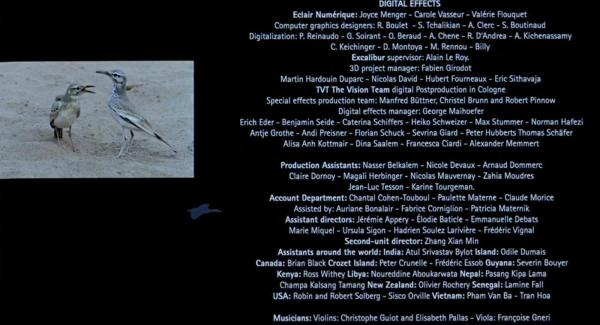 DIGITAL EFFECTS
Eclair Numérique: Joyce Menger - Carole Vasseur - Valérie Flouquet
Computer graphics designers: R. Boulet - S. Tchalikian - A. Clerc - S. Boutinaud
Digitalization: P. Reinaudo - G. Soirant - O. Beraud - A. Chene - R. D'Andrea - A. Kichenassamy
C. Keichinger - D. Montoya - M. Rennou - Billy
Excalibur supervisor: Alain Le Roy.
3D project manager: Fabien Girodot
Martin Hardouin Duparc - Nicolas David - Hubert Fourneaux - Eric Sithavaja
TVT The Vision Team digital Postproduction in Cologne
Special effects production team: Manfred Büttner, Christel Brunn and Robert Pinnow
Digital effects manager: George Maihoefer
Erich Eder - Benjamin Seide - Caterina Schiffers - Heiko Schweizer - Max Stummer - Norman Hafezi
Antje Grothe - Andi Preisner - Florian Schuck - Sevrina Giard - Peter Hubberts Thomas Schäfer
Alisa Anh Kottmair - Dina Saalem - Francesca Ciardi - Alexander Memmert
Production Assistants: Nasser Belkalem - Nicole Devaux - Arnaud Dommerc
Claire Dornoy - Magali Herbinger - Nicolas Mauvernay - Zahia Moudres
Jean-Luc Tesson - Karine Tourgeman.
Account Department: Chantal Cohen-Touboul - Paulette Materne - Claude Morice
Assisted by: Auriane Bonalair - Fabrice Corniglion - Patricia Maternik
Assistant directors: Jérémie Appery - Élodie Baticle - Emmanuelle Debats
Marie Miquel - Ursula Sigon - Hadrien Soulez Larivière - Frédéric Vignal
Second-unit director: Zhang Xian Min
Assistants around the world: India: Atul Srivastav Bylot Island: Odile Dumais
Canada: Brian Black Crozet Island: Peter Crunelle - Frédéric Essob Guyana: Severin Bouyer
Kenya: Ross Withey Libya: Noureddine Aboukarwata Nepal: Pasang Kipa Lama
Champa Kalsang Tamang New Zealand: Olivier Rochery Senegal: Lamine Fall
USA: Robin and Robert Solberg - Sisco Orville Vietnam: Pham Van Ba - Tran Hoa
Musicians: Violins: Christophe Guiot and Elisabeth Pallas - Viola: Françoise Gneri